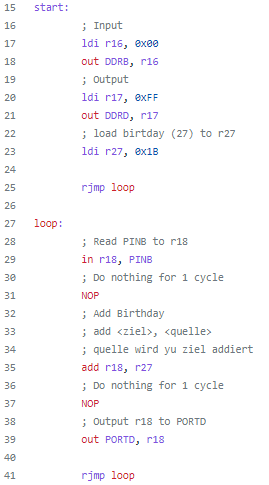 15 start:
16 ; Input
17 ldi r16, 0x00
18 out DDRB, r16
19 ; Output
20 ldi r17, 0xFF
21 out DDRD, r17
22 ; load birtday (27) to r27
23 ldi r27, 0x1B
24
25 rjmp loop
26
27 loop:
28 ; Read PINB to r18
29 in r18, PINB
30 ; Do nothing for 1 cycle
31 NOP
32 ; Add Birthday
33 ; add <ziel>, <quelle>
34 ; quelle wird yu ziel addiert
35 add r18, r27
36 ; Do nothing for 1 cycle
37 NOP
38 ; Output r18 to PORTD
39 out PORTD, r18
40
41 rjmp loop